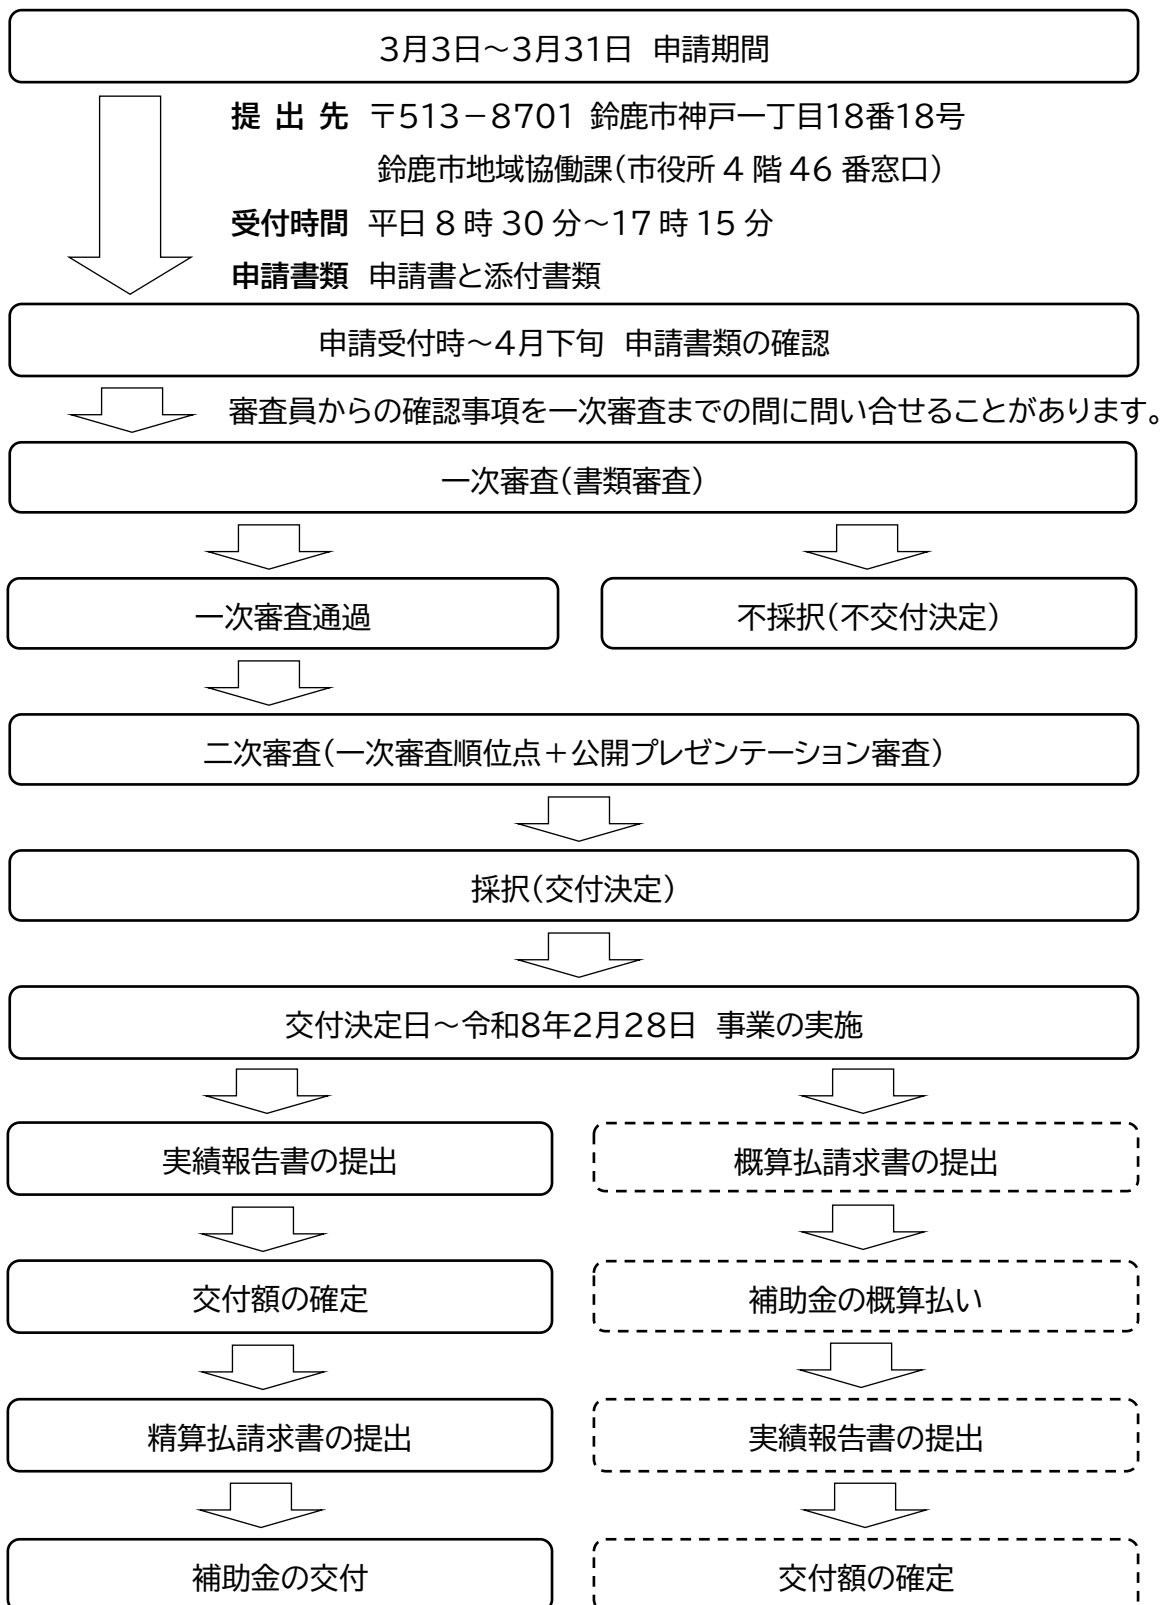 3月3日～3月31日 申請期間
提 出 先 〒513－8701 鈴鹿市神戸一丁目18番18号
鈴鹿市地域協働課（市役所４階 46 番窓口）
受付時間 平日 8 時 30 分～17 時 15 分
申請書類 申請書と添付書類
申請受付時～4月下旬 申請書類の確認
審査員からの確認事項を一次審査までの間に問い合せることがあります。
一次審査（書類審査）
一次審査通過
不採択（不交付決定）
二次審査（一次審査順位点＋公開プレゼンテーション審査）
採択（交付決定）
交付決定日～令和8年2月28日 事業の実施
実績報告書の提出
概算払請求書の提出
交付額の確定
補助金の概算払い
精算払請求書の提出
実績報告書の提出
補助金の交付
交付額の確定